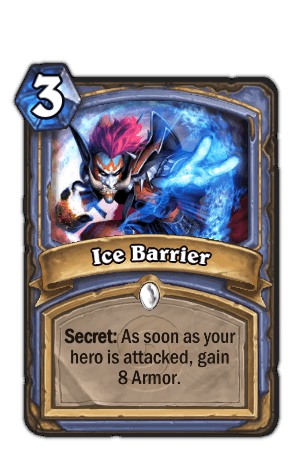 3
Ice Barrier
Secret: As soon as your
hero is attacked, gain
8 Armor.